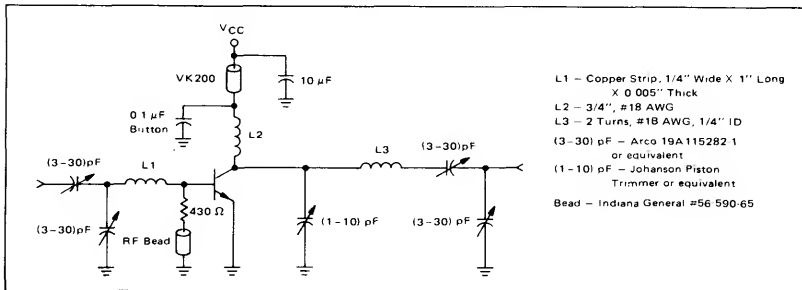 VCC
VK200
10 µF
0 1 µF
Button
L2
(3-30)pF
L1
L3
(3-30)pF
430 Ω
(3-30)pF
RF Bead
(1-10) pF
(3-30) pF
L1 – Copper Strip, 1/4" Wide X 1" Long
X 0 005" Thick
L2 – 3/4", #18 AWG
L3 – 2 Turns, #18 AWG, 1/4" ID
(3-30) pF – Arco 19A115282-1
or equivalent
(1-10) pF – Johanson Piston
Trimmer or equivalent
Bead – Indiana General #56-590-65